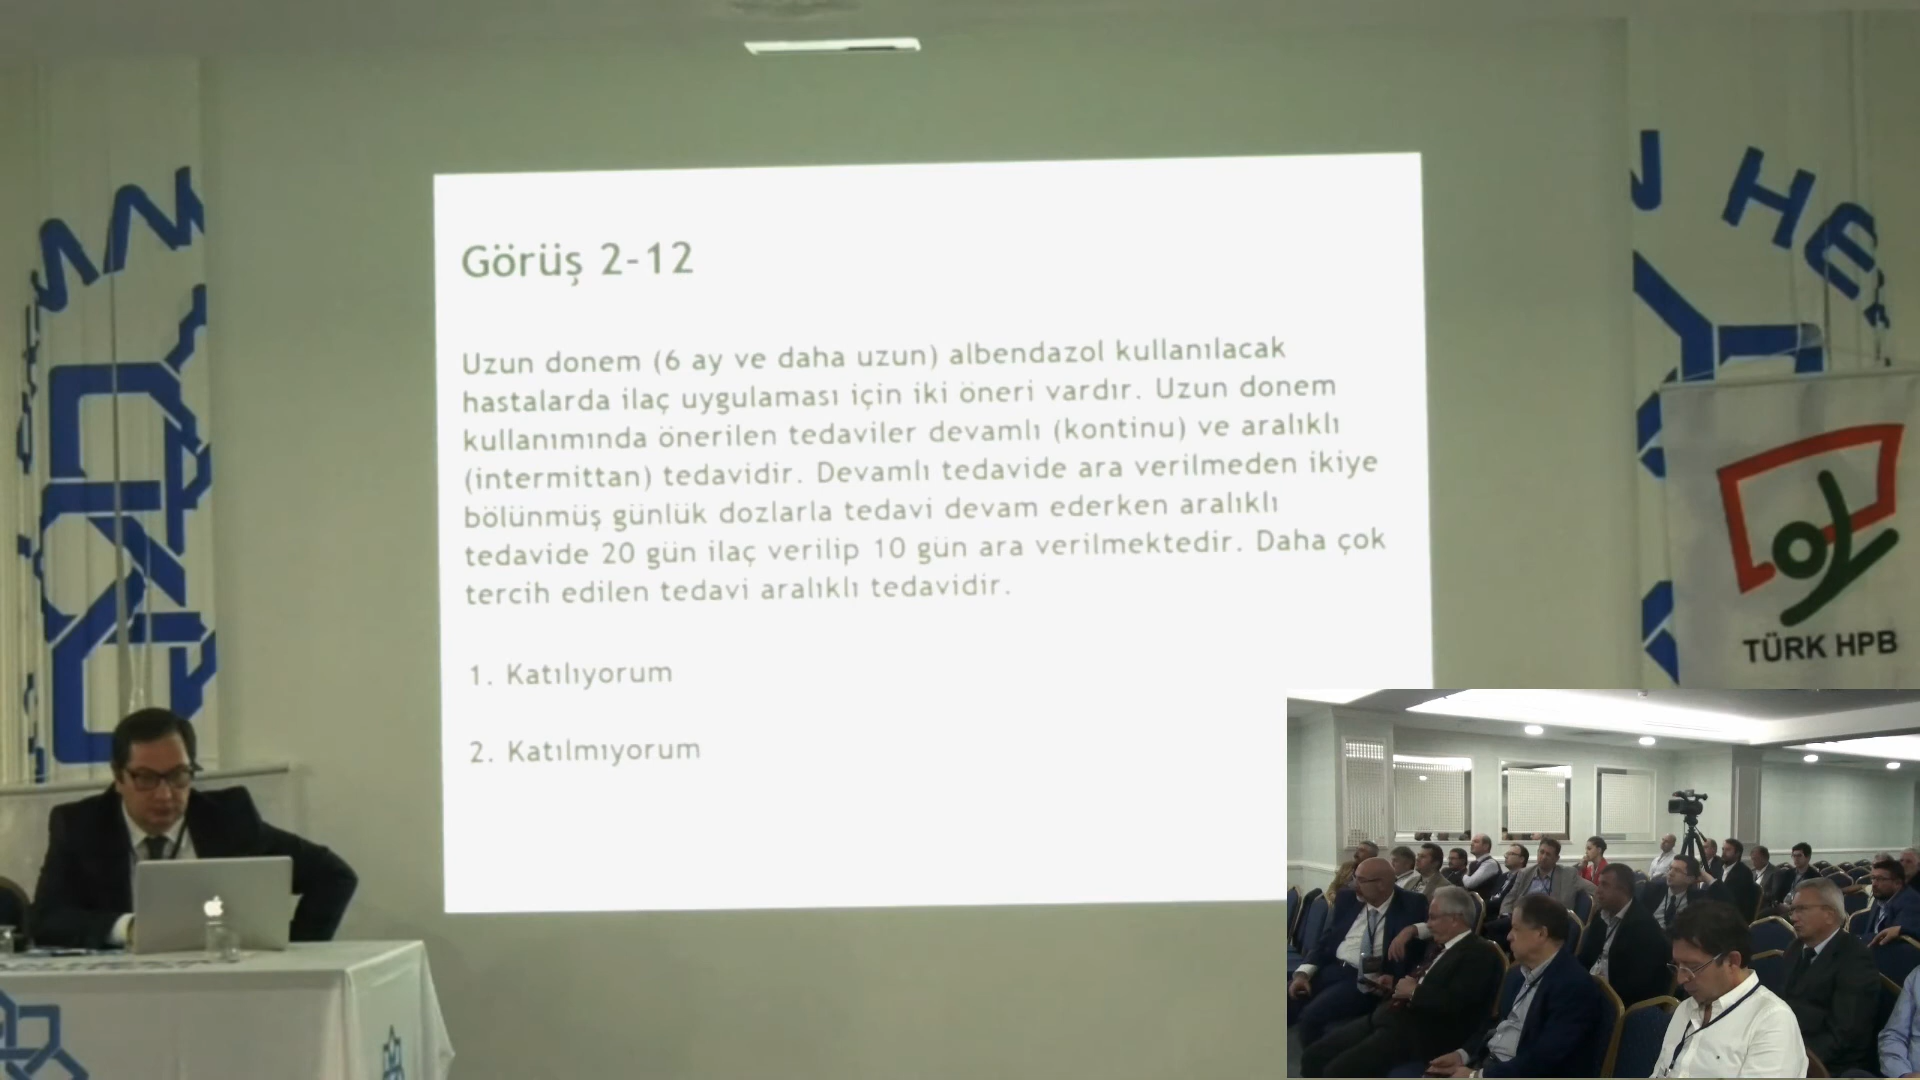 Görüş 2-12
Uzun donem (6 ay ve daha uzun) albendazol kullanılacak
hastalarda ilaç uygulaması için iki öneri vardır. Uzun donem
kullanımında önerilen tedaviler devamlı (kontinu) ve aralıklı
(intermittan) tedavidir. Devamlı tedavide ara verilmeden ikiye
bölünmüş günlük dozlarla tedavi devam ederken aralıklı
tedavide 20 gün ilaç verilip 10 gün ara verilmektedir. Daha çok
tercih edilen tedavi aralıklı tedavidir.
1. Katılıyorum
2. Katılmıyorum
TÜRK HPB